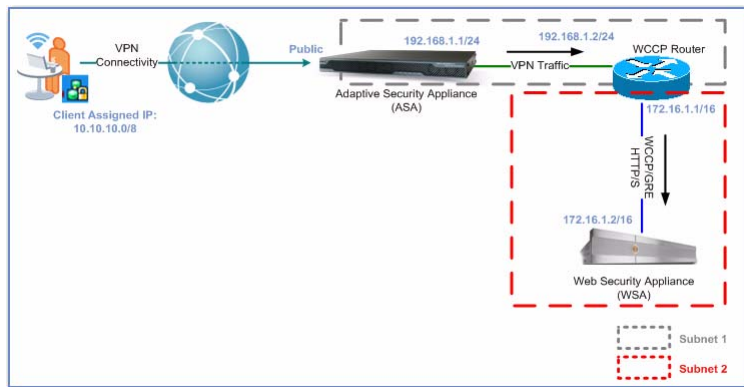 VPN
Connectivity
Client Assigned IP:
10.10.10.0/8
Public
192.168.1.1/24
192.168.1.2/24
WCCP Router
VPN Traffic
Adaptive Security Appliance
(ASA)
172.16.1.1/16
WCCP/GRE
HTTP/S
172.16.1.2/16
Web Security Appliance
(WSA)
Subnet 1
Subnet 2